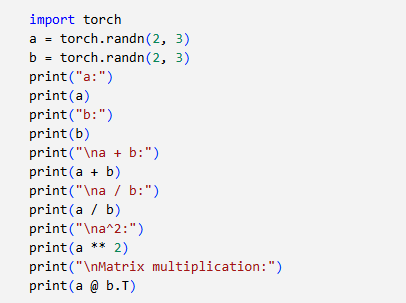 import torch
a = torch.randn(2, 3)
b = torch.randn(2, 3)
print("a:")
print(a)
print("b:")
print(b)
print("\na + b:")
print(a + b)
print("\na / b:")
print(a / b)
print("\na^2:")
print(a ** 2)
print("\nMatrix multiplication:")
print(a @ b.T)